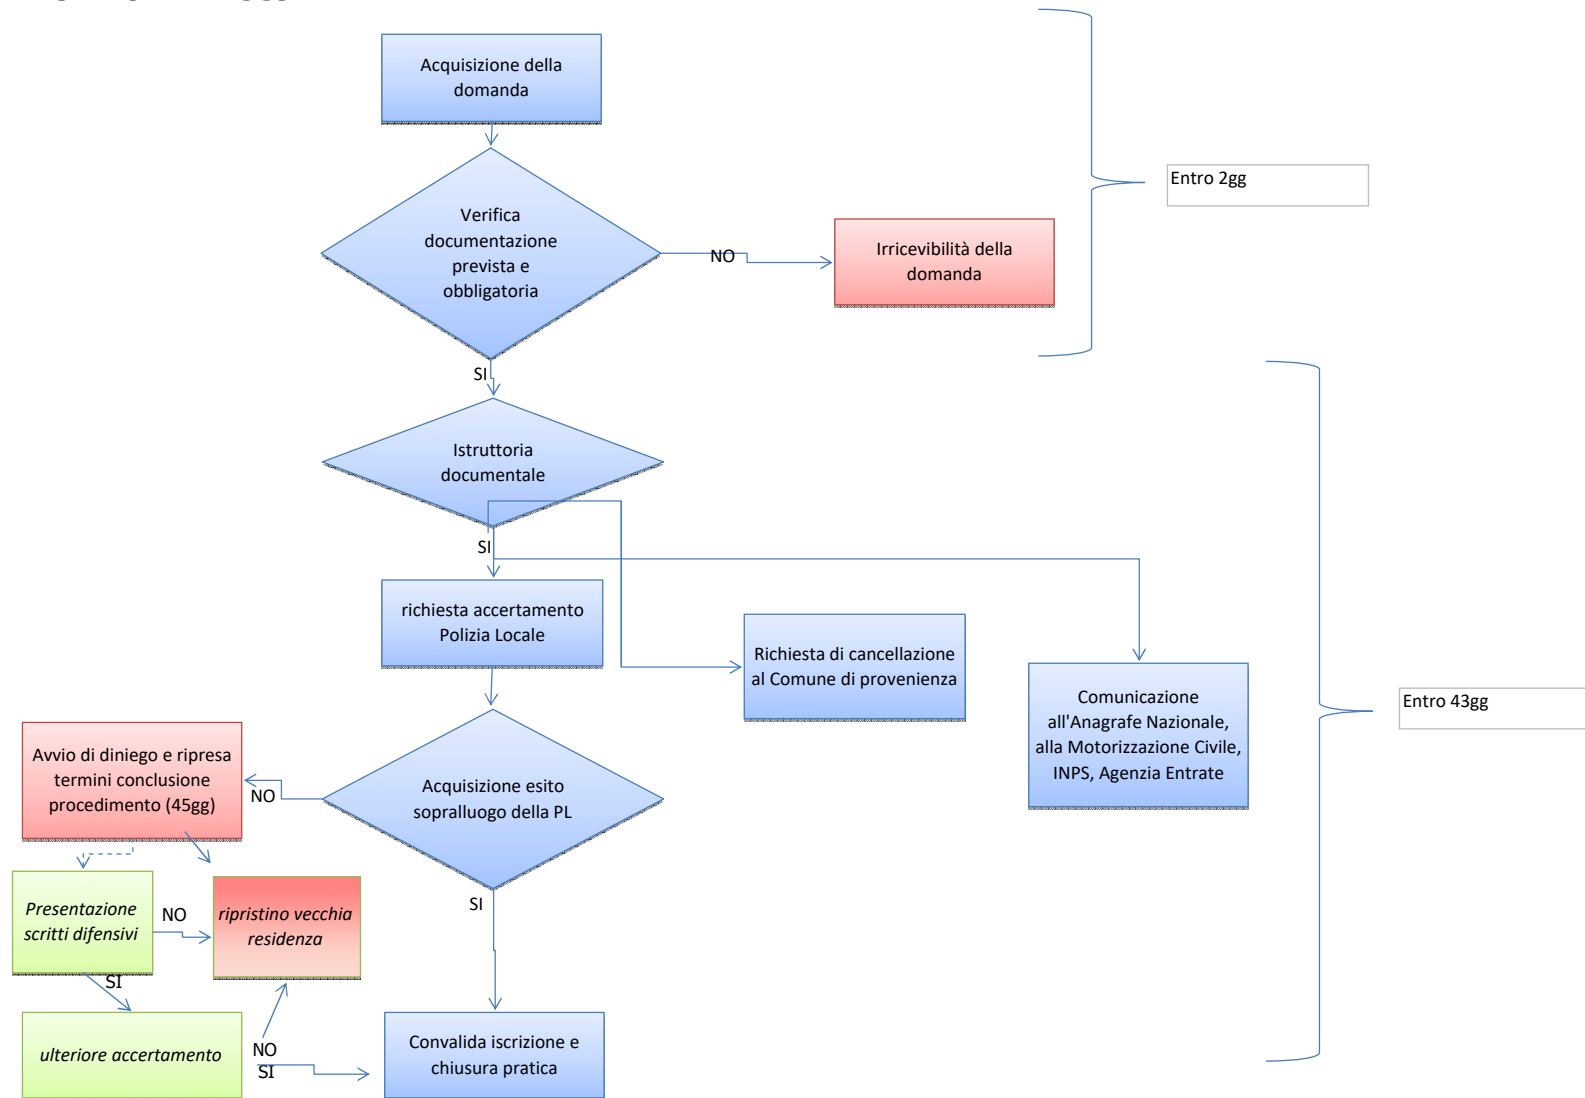 Acquisizione della
domanda
Entro 2gg
Verifica
documentazione
prevista e
obbligatoria
NO
Irricevibilità della
domanda
SI
Istruttoria
documentale
SI
richiesta accertamento
Polizia Locale
Richiesta di cancellazione
al Comune di provenienza
Comunicazione
all'Anagrafe Nazionale,
alla Motorizzazione Civile,
INPS, Agenzia Entrate
Entro 43gg
Avvio di diniego e ripresa
termini conclusione
procedimento (45gg)
NO
Acquisizione esito
sopralluogo della PL
SI
Presentazione
scritti difensivi
NO
ripristino vecchia
residenza
SI
ulteriore accertamento
NO
SI
Convalida iscrizione e
chiusura pratica